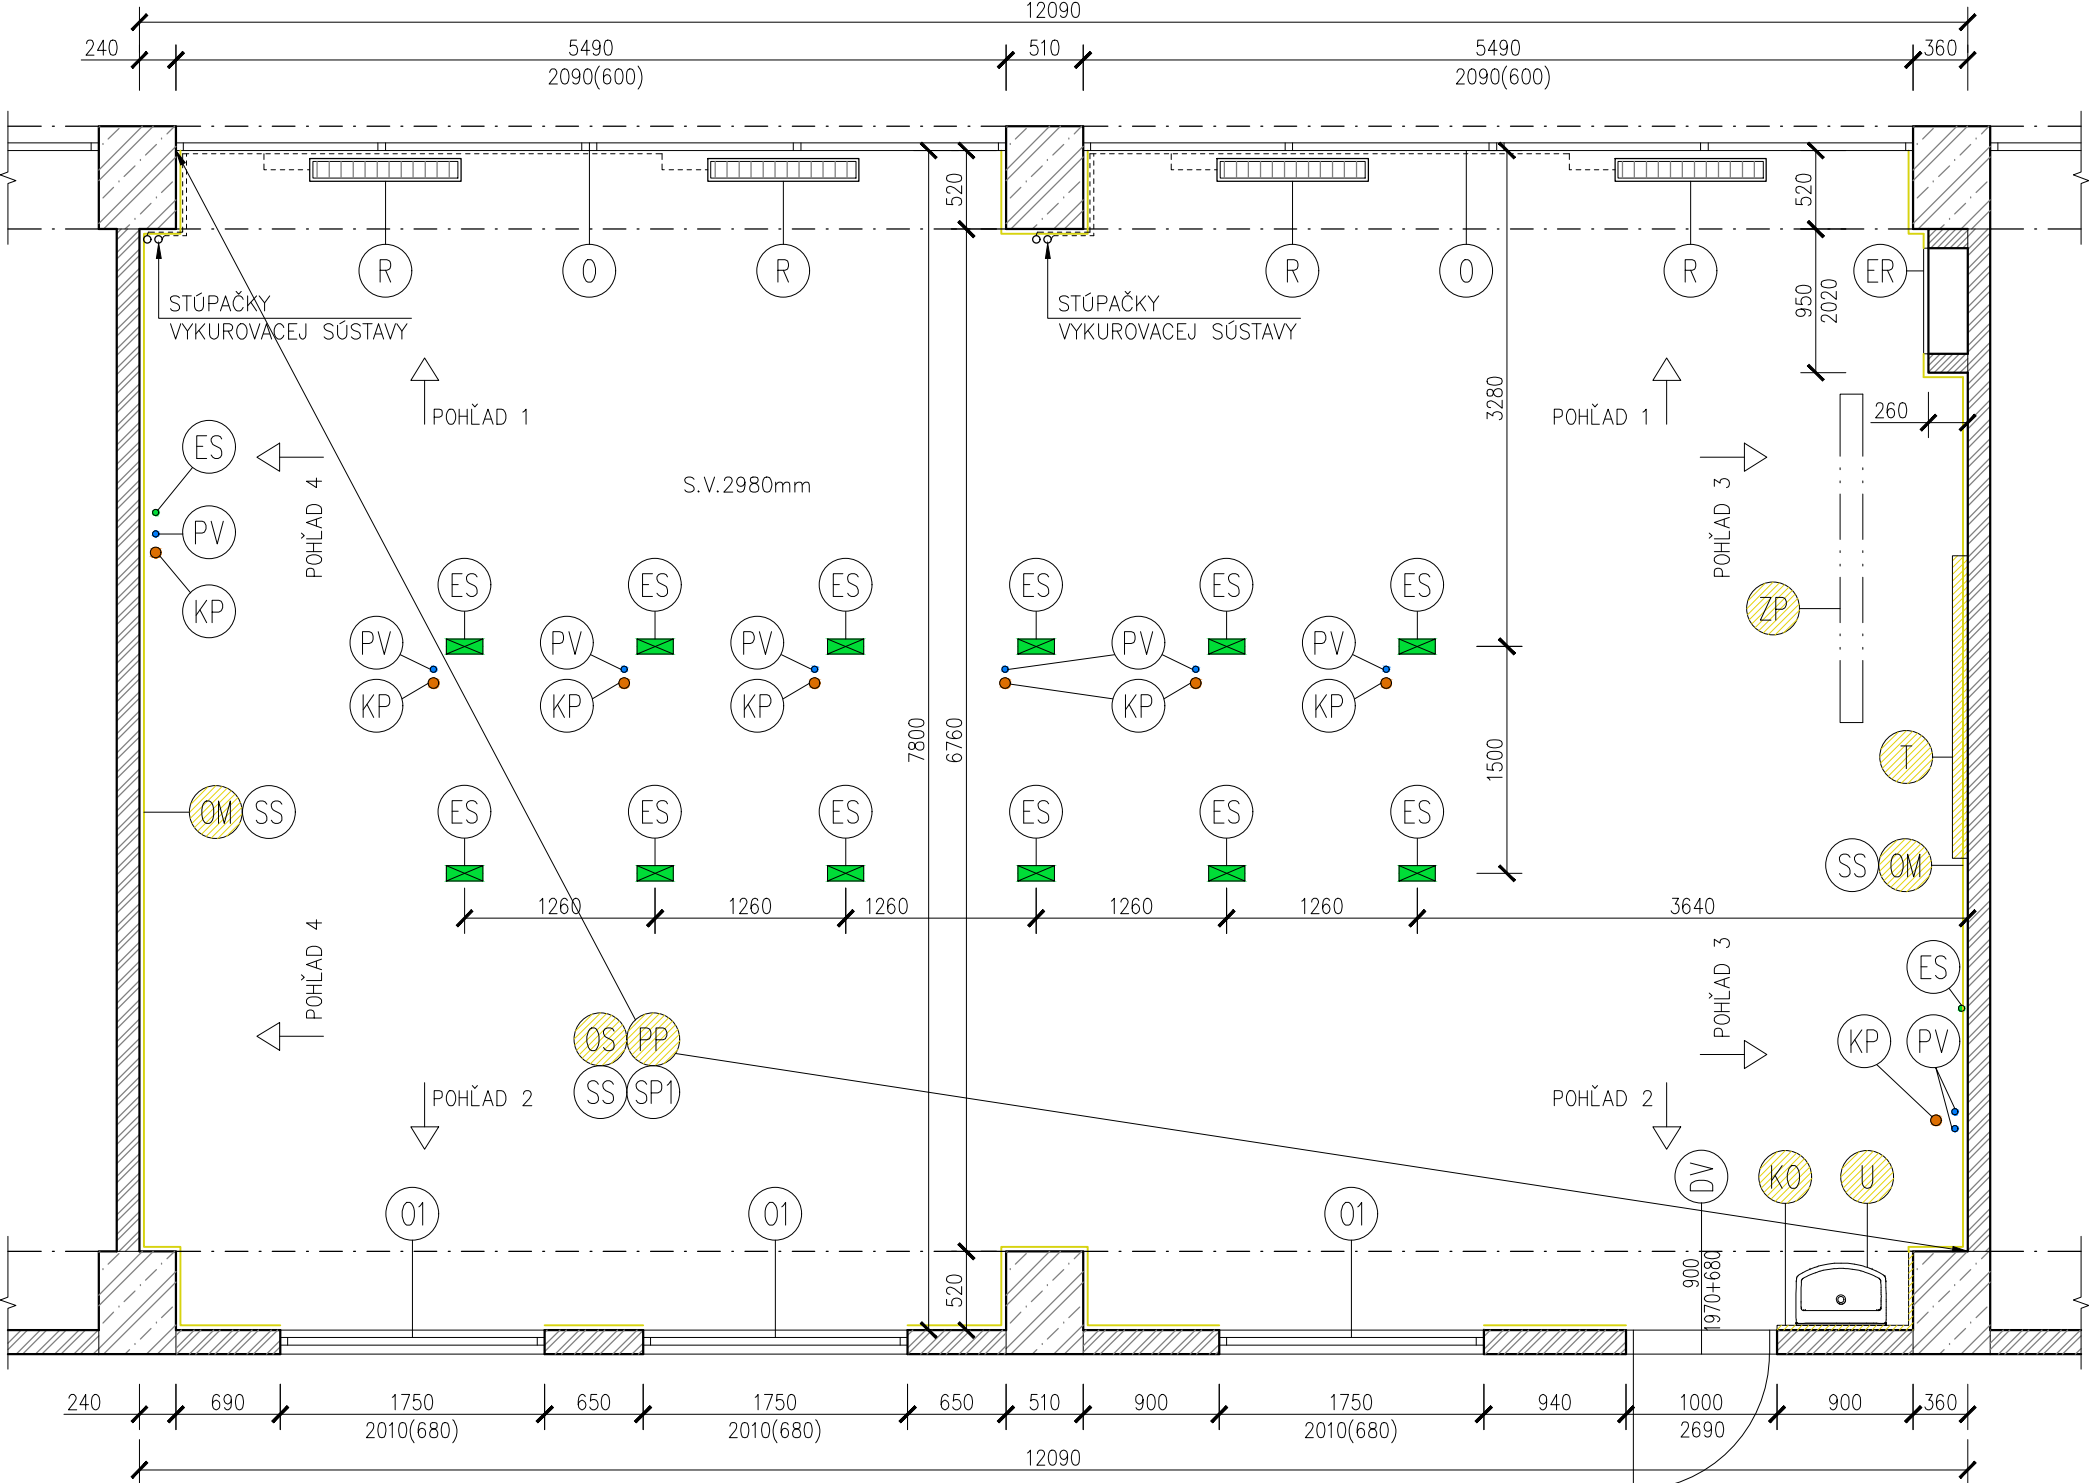 12090
240
5490
510
5490
360
2090(600)
2090(600)
520
520
R
O
R
R
O
R
ER
STÚPAČKY
VYKUROVACEJ SÚSTAVY
STÚPAČKY
VYKUROVACEJ SÚSTAVY
950
2020
3280
POHĽAD 1
POHĽAD 1
260
ES
PV
KP
POHĽAD 4
S.V.2980mm
POHĽAD 3
ES
ES
ES
ES
ES
ES
ZP
PV
PV
PV
PV
PV
KP
KP
KP
KP
KP
7800
6760
1500
T
OM
SS
ES
ES
ES
ES
ES
ES
SS
OM
1260
1260
1260
1260
1260
3640
POHĽAD 4
POHĽAD 3
ES
OS
PP
KP
PV
SS
SP1
POHĽAD 2
POHĽAD 2
DV
KO
U
O1
O1
O1
520
900
1970+680
240
690
1750
650
1750
650
510
900
1750
940
1000
900
360
2010(680)
2010(680)
2010(680)
2690
12090